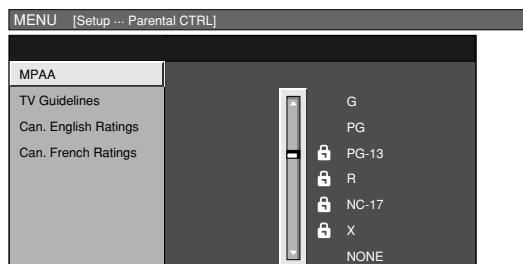 MENU [Setup ··· Parental CTRL]
MPAA
TV Guidelines
Can. English Ratings
Can. French Ratings
G
PG
PG-13
R
NC-17
X
NONE